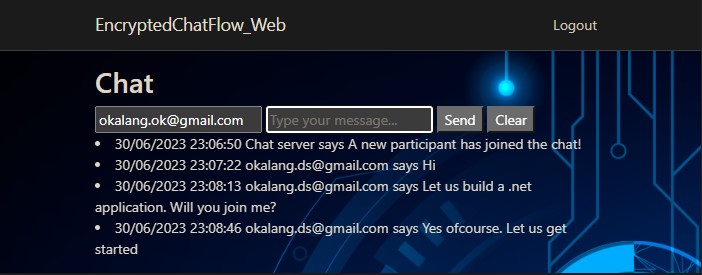 EncryptedChatFlow_Web
Logout
Chat
okalang.ok@gmail.com Type your message... Send Clear
• 30/06/2023 23:06:50 Chat server says A new participant has joined the chat!
• 30/06/2023 23:07:22 okalang.ds@gmail.com says Hi
• 30/06/2023 23:08:13 okalang.ds@gmail.com says Let us build a .net
application. Will you join me?
• 30/06/2023 23:08:46 okalang.ds@gmail.com says Yes ofcourse. Let us get
started